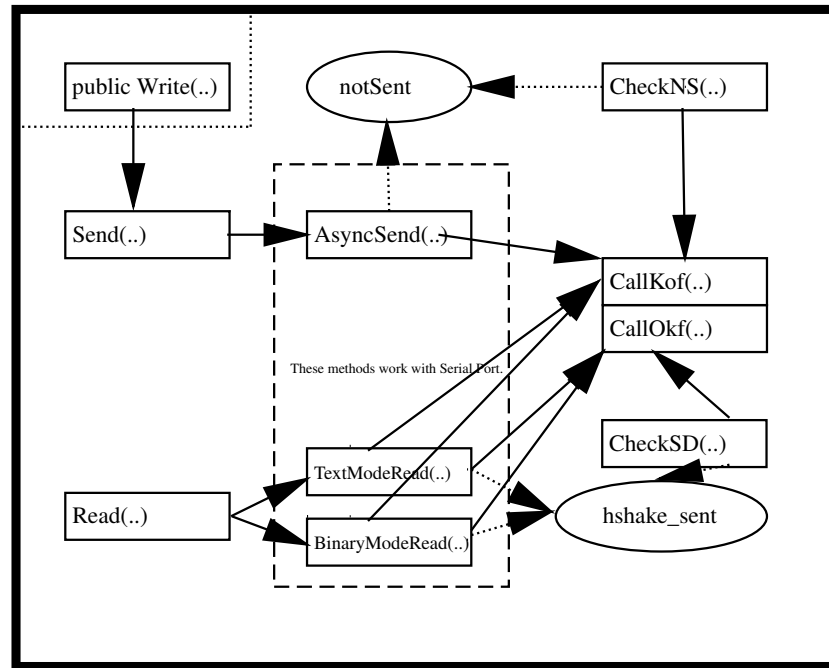 public Write(..)
notSent
CheckNS(..)
Send(..)
AsyncSend(..)
CallKof(..)
CallOkf(..)
These methods work with Serial Port.
CheckSD(..)
TextModeRead(..)
Read(..)
BinaryModeRead(..)
hshake_sent